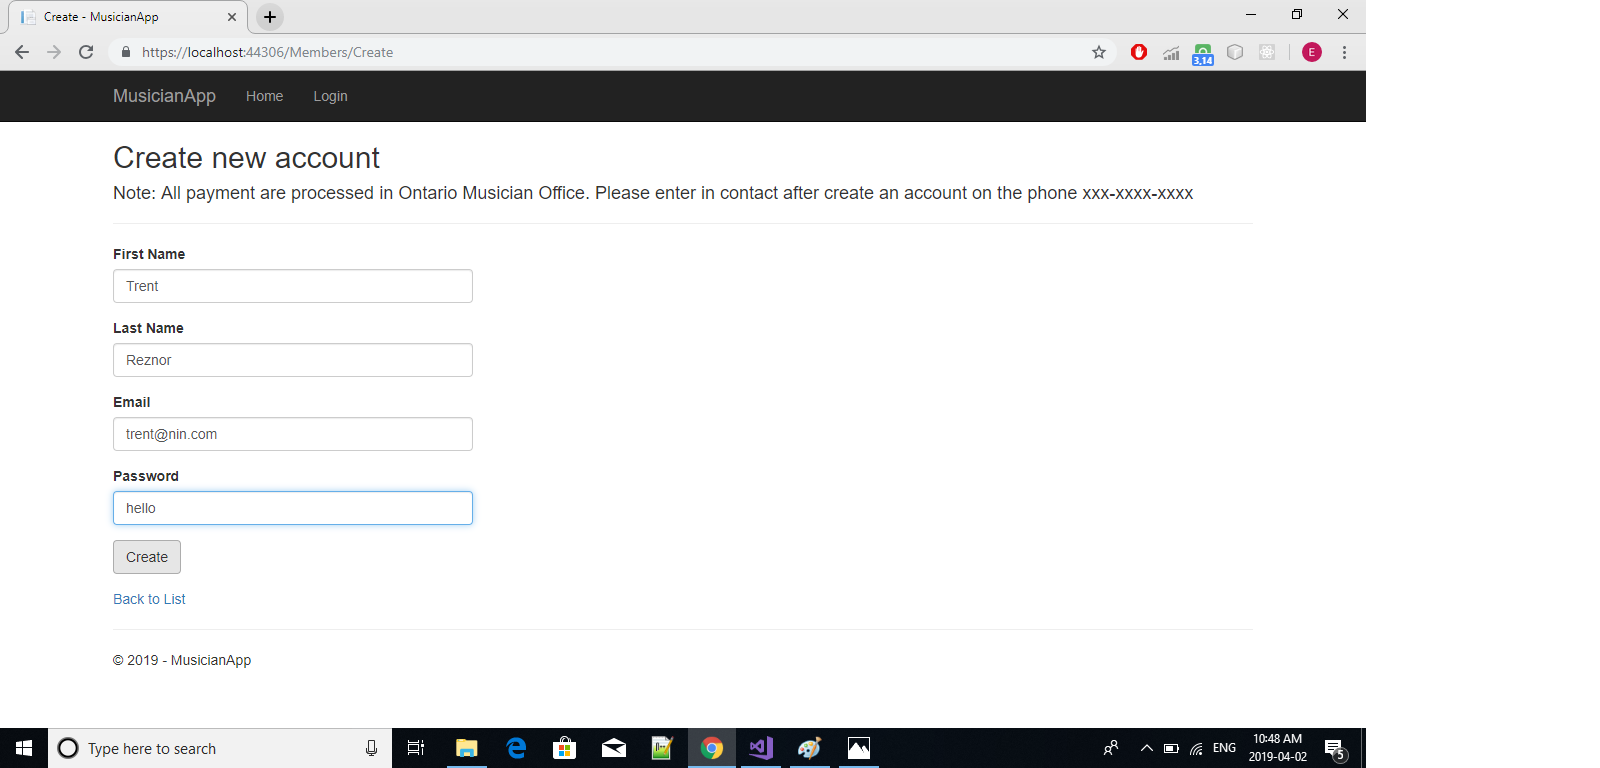 Create - MusicianApp
https://localhost:44306/Members/Create
3,14
E
MusicianApp Home Login
Create new account
Note: All payment are processed in Ontario Musician Office. Please enter in contact after create an account on the phone xxx-xxxx-xxxx
First Name
Trent
Last Name
Reznor
Email
trent@nin.com
Password
hello
Create
Back to List
© 2019 - MusicianApp
Type here to search
ENG
10:48 AM
2019-04-02
5